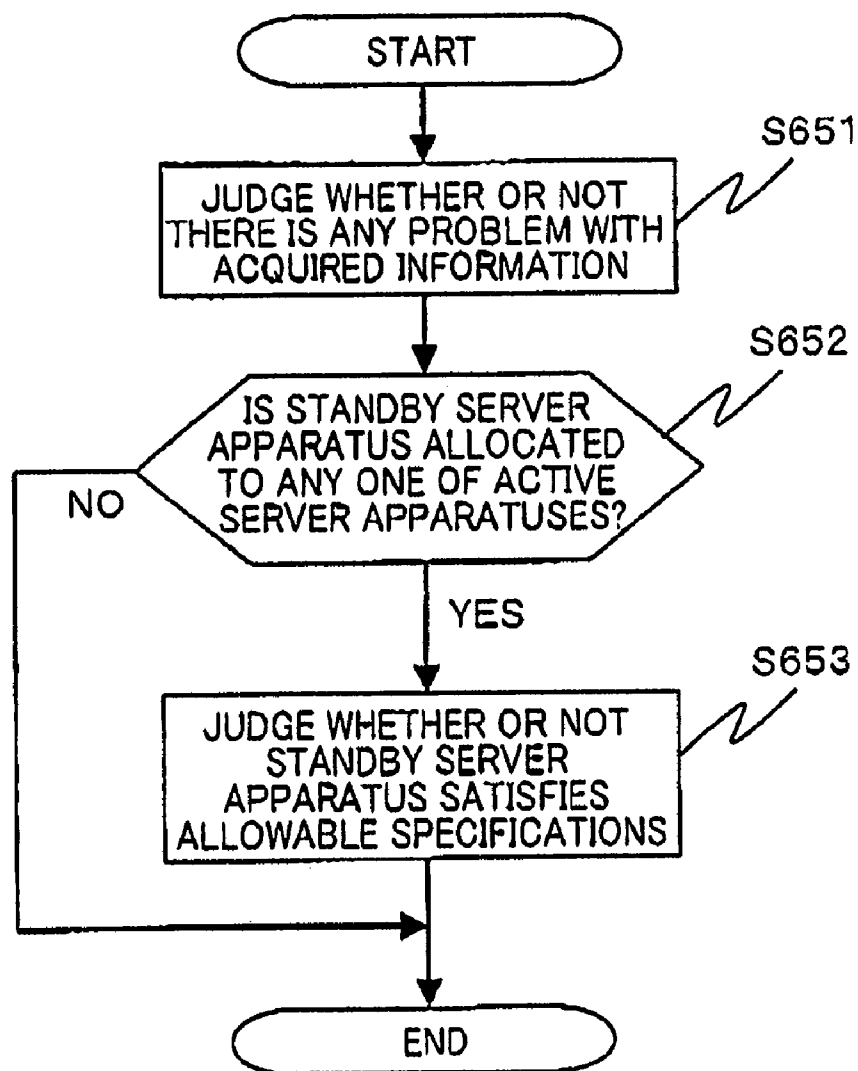 START
S651
JUDGE WHETHER OR NOT
THERE IS ANY PROBLEM WITH
ACQUIRED INFORMATION
S652
IS STANDBY SERVER
APPARATUS ALLOCATED
TO ANY ONE OF ACTIVE
SERVER APPARATUSES?
NO
YES
S653
JUDGE WHETHER OR NOT
STANDBY SERVER
APPARATUS SATISFIES
ALLOWABLE SPECIFICATIONS
END